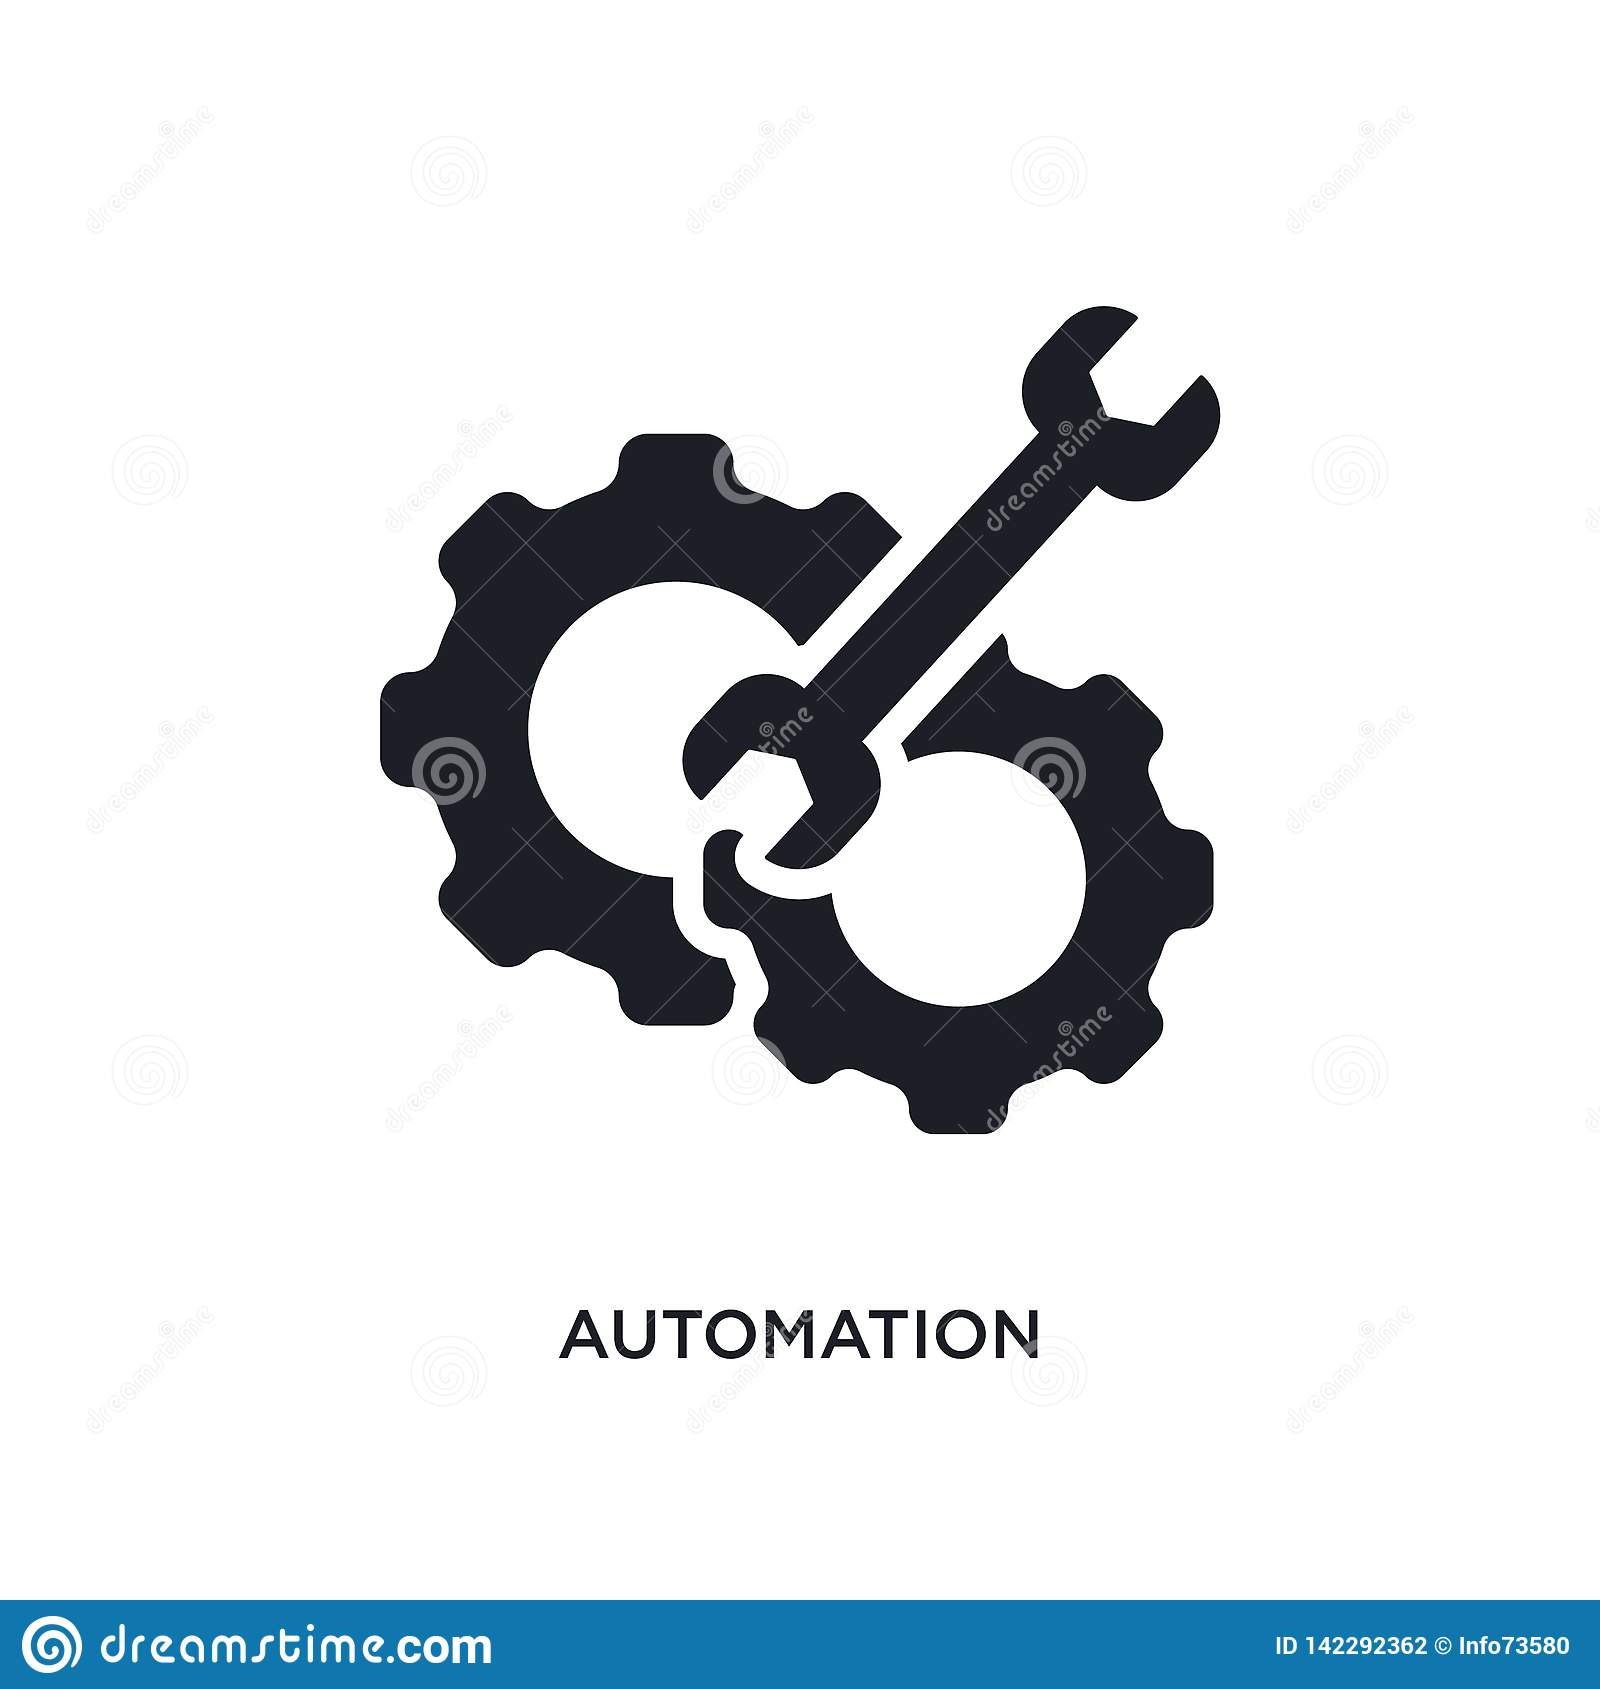 AUTOMATION
dreamstime.com
ID 142292362 © Info73580